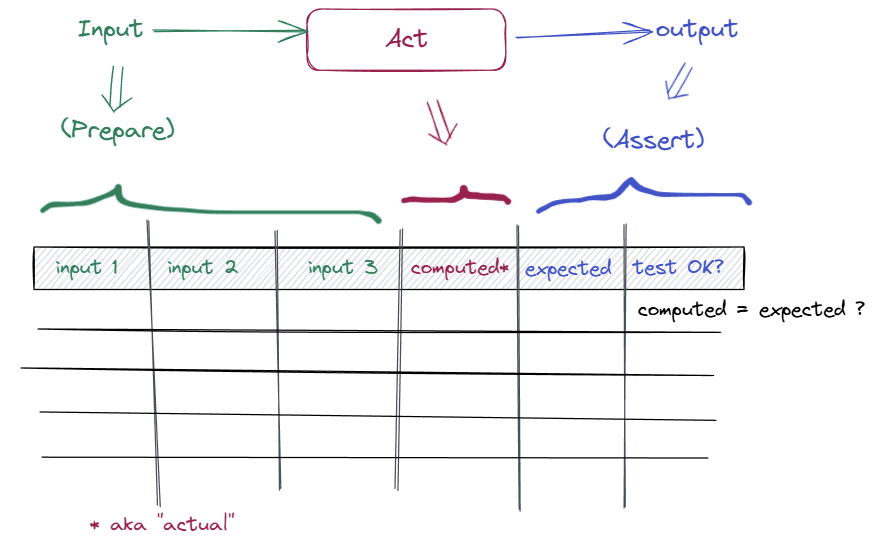 Input
Act
output
(Prepare)
(Assert)
input 1 input 2 input 3 computed* expected test OK?
computed = expected ?
* aka "actual"